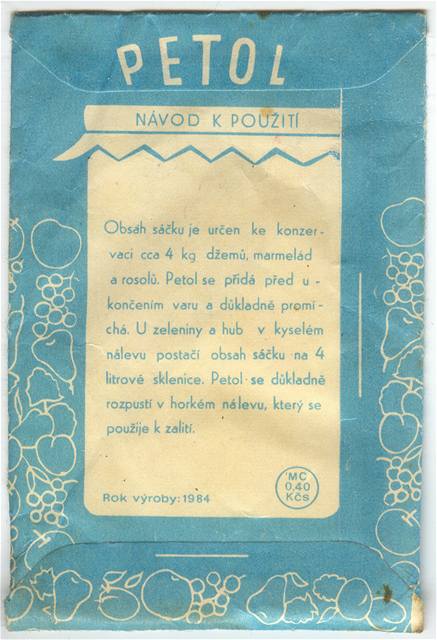 PETOL
NÁVOD K POUŽITÍ
Obsah sáčku je určen ke konzer-
vaci cca 4 kg džemů, marmelád
a rosolů. Petol se přidá před u-
končením varu a důkladně promi-
chá. U zeleniny a hub v kyselém
nálevu postačí obsah sáčku na 4
litrové sklenice. Petol se důkladně
rozpustí v horkém nálevu, který se
použije k zalití.
Rok výroby: 1984
MC
0,40
Kčs